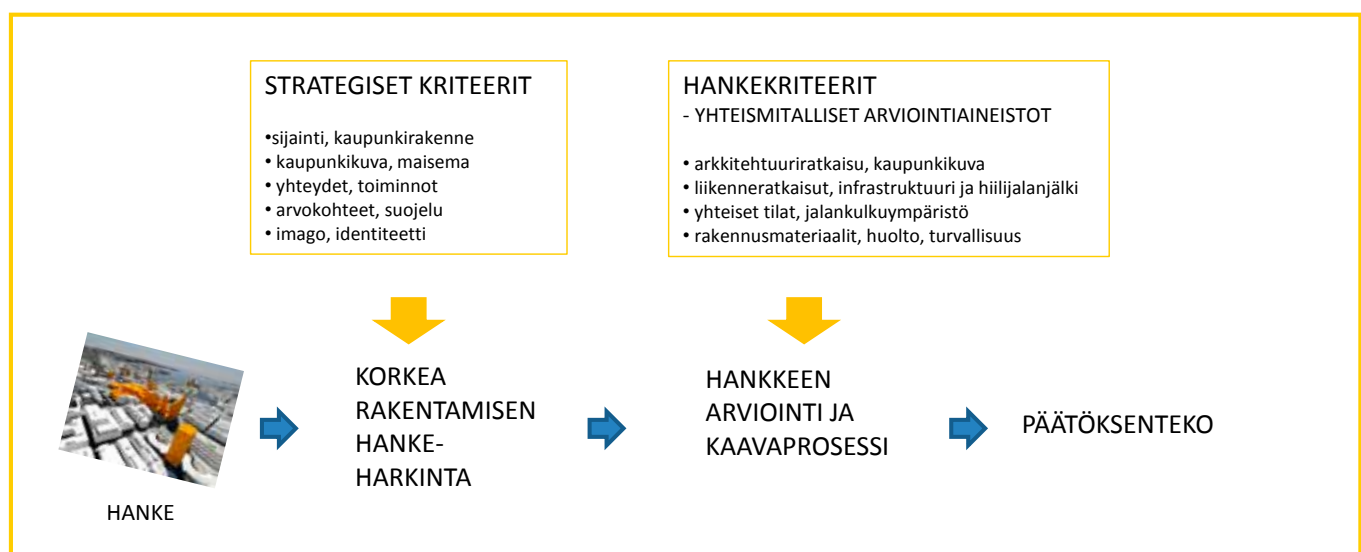 STRATEGISET KRITEERIT
•sijainti, kaupunkirakenne
• kaupunkikuva, maisema
• yhteydet, toiminnot
• arvokohteet, suojelu
• imago, identiteetti
HANKEKRITEERIT
- YHTEISMITALLISET ARVIOINTIAINEISTOT
• arkkitehtuuriratkaisu, kaupunkikuva
• liikenneratkaisut, infrastruktuuri ja hiilijalanjälki
• yhteiset tilat, jalankulkuympäristö
• rakennusmateriaalit, huolto, turvallisuus
HANKE
KORKEA
RAKENTAMISEN
HANKE-
HARKINTA
HANKKEEN
ARVIOINTI JA
KAAVAPROSESSI
PÄÄTÖKSENTEKO